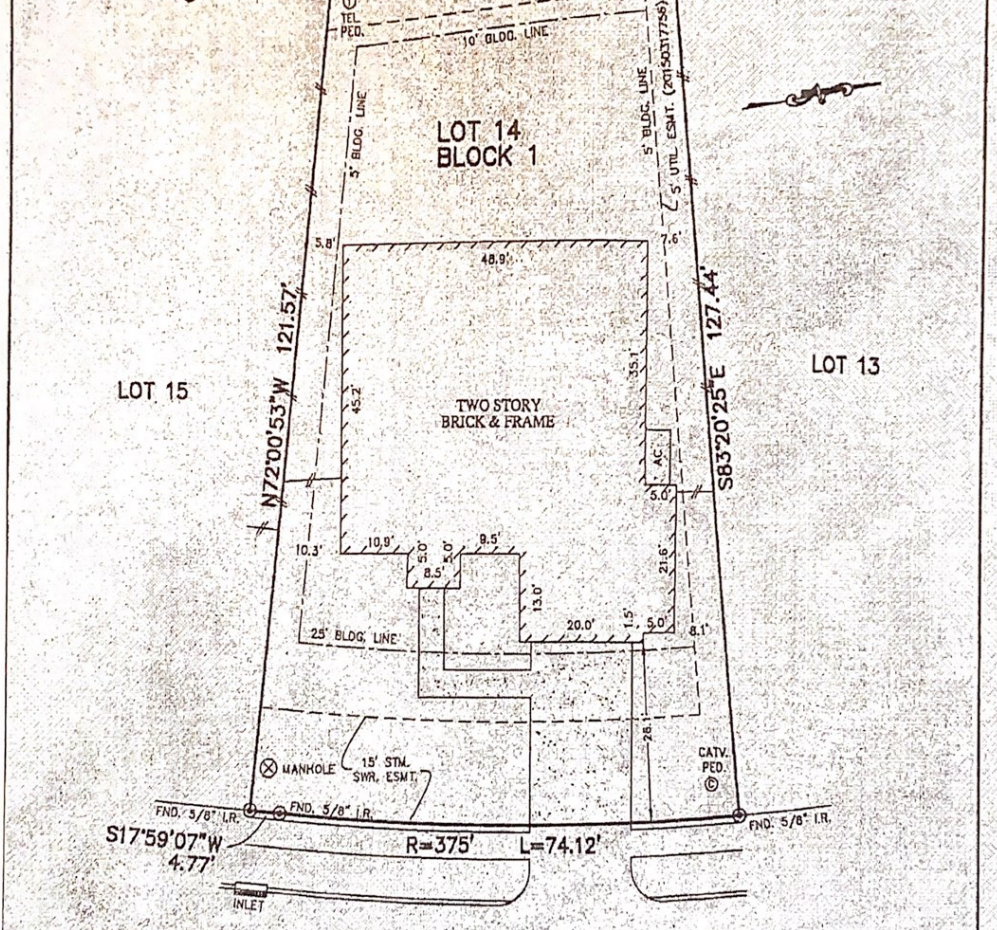 TEL.
PED.
10' BLDG. LINE
5' BLDG. LINE
5' BLDG. LINE
5' UTIL ESMT. (20150317756)
LOT 14
BLOCK 1
5.8'
7.6'
48.9'
N72°00'53"W 121.57'
S83°20'25"E 127.44'
LOT 15
LOT 13
45.2'
35.1'
TWO STORY
BRICK & FRAME
AC
5.0'
10.3'
10.9'
5.0'
5.0'
8.5'
9.5'
13.0'
21.6'
20.0'
1.5'
5.0'
8.1'
25' BLDG. LINE
28
MANHOLE
15' STM.
SWR. ESMT.
CATV.
PED.
FND. 5/8" I.R.
FND. 5/8" I.R.
FND. 5/8" I.R.
S17°59'07"W
4.77'
R=375' L=74.12'
INLET